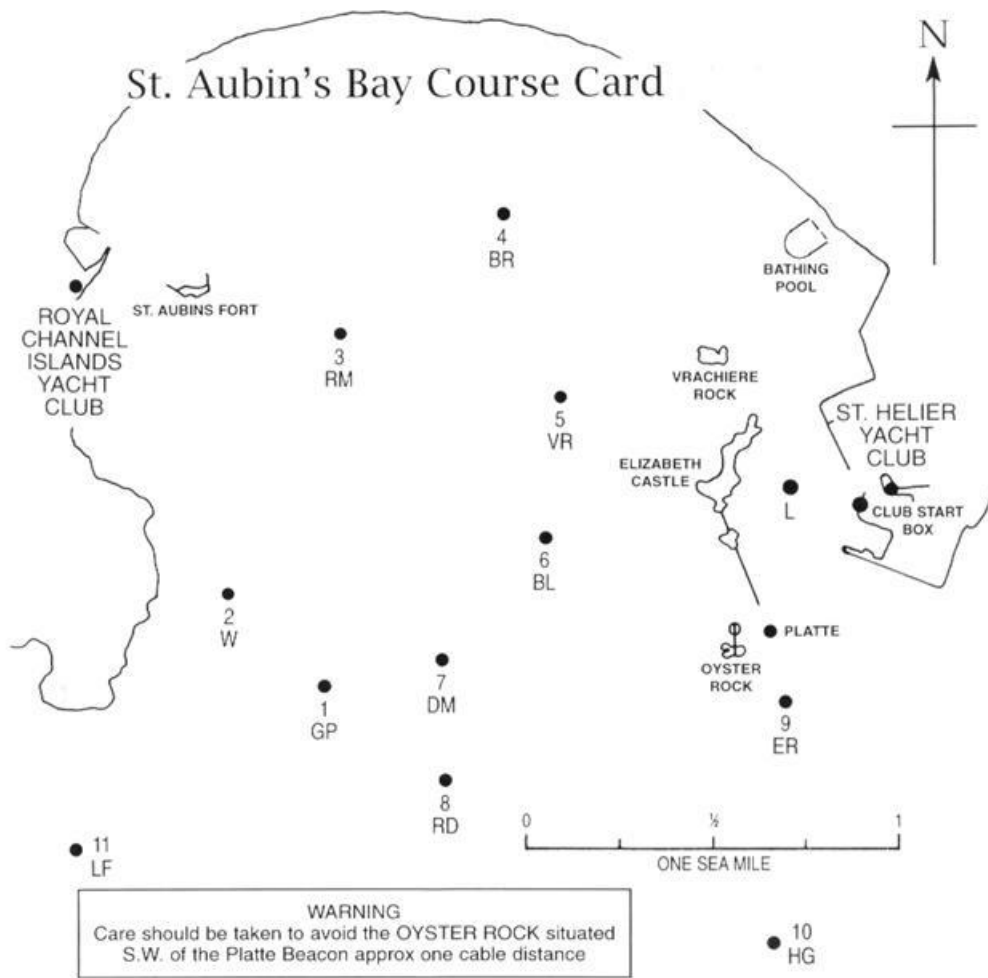 N
St. Aubin's Bay Course Card
4
BR
BATHING
POOL
ROYAL
CHANNEL
ISLANDS
YACHT
CLUB
ST. AUBINS FORT
3
RM
VRACHIERE
ROCK
5
VR
ST. HELIER
YACHT
CLUB
ELIZABETH
CASTLE
L
CLUB START
BOX
6
BL
2
W
PLATTE
OYSTER
ROCK
7
DM
1
GP
9
ER
8
RD
0 ½ 1
ONE SEA MILE
11
LF
WARNING
Care should be taken to avoid the OYSTER ROCK situated
S.W. of the Platte Beacon approx one cable distance
10
HG